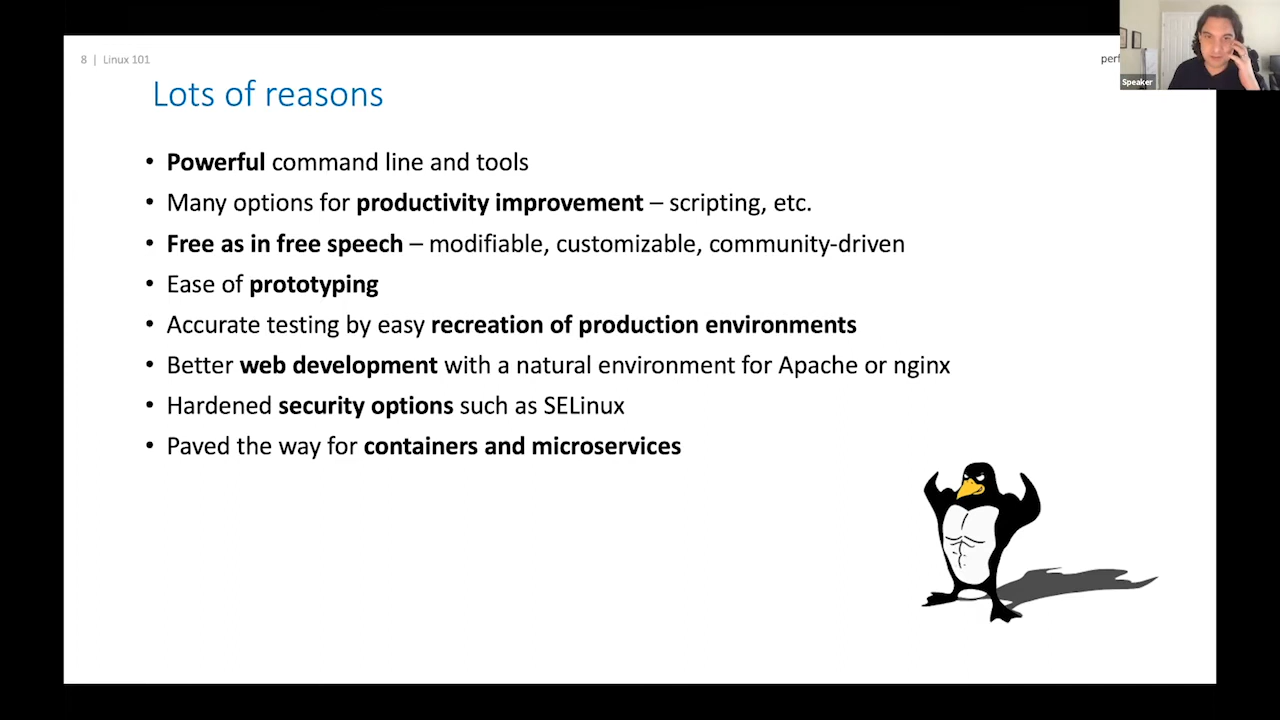 8 | Linux 101
Lots of reasons
• Powerful command line and tools
• Many options for productivity improvement – scripting, etc.
• Free as in free speech – modifiable, customizable, community-driven
• Ease of prototyping
• Accurate testing by easy recreation of production environments
• Better web development with a natural environment for Apache or nginx
• Hardened security options such as SELinux
• Paved the way for containers and microservices
Speaker